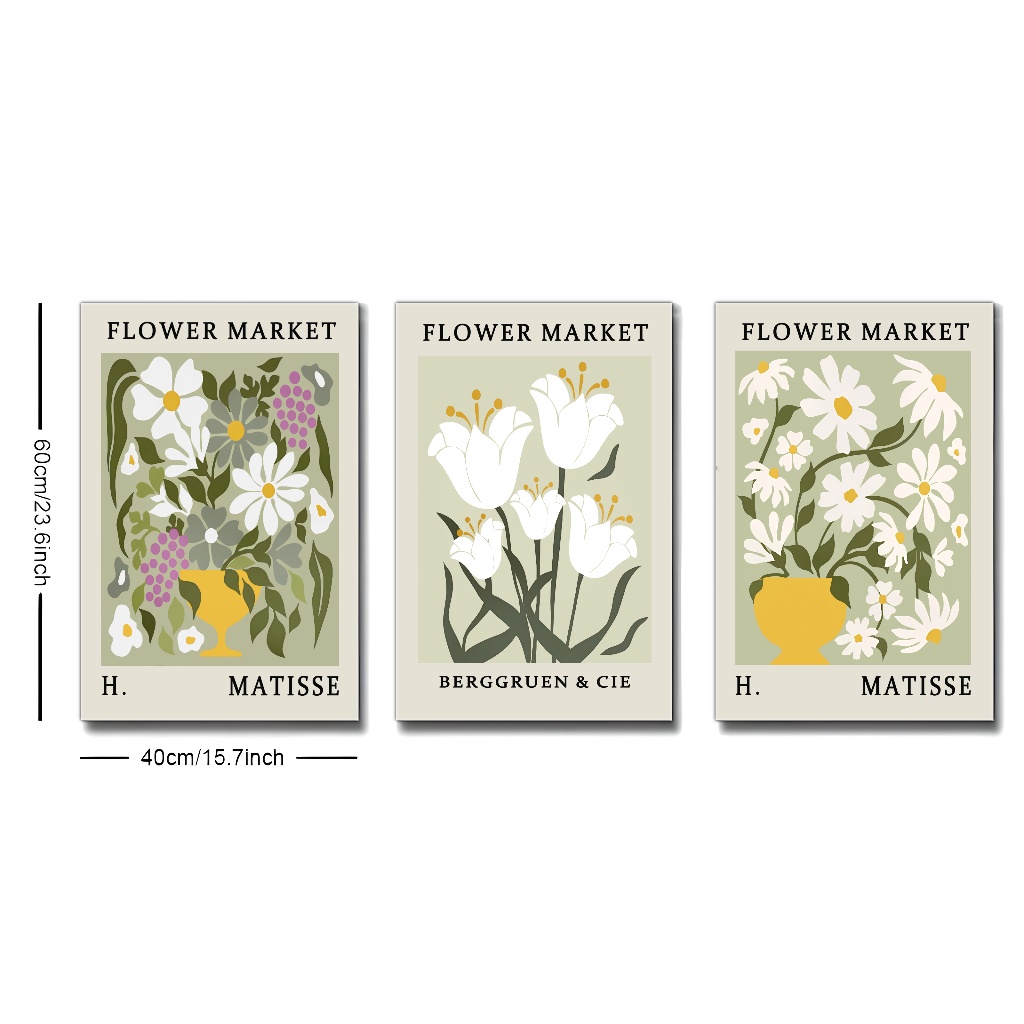 FLOWER MARKET
H. MATISSE
FLOWER MARKET
BERGGRUEN & CIE
FLOWER MARKET
H. MATISSE
60cm/23.6inch
40cm/15.7inch